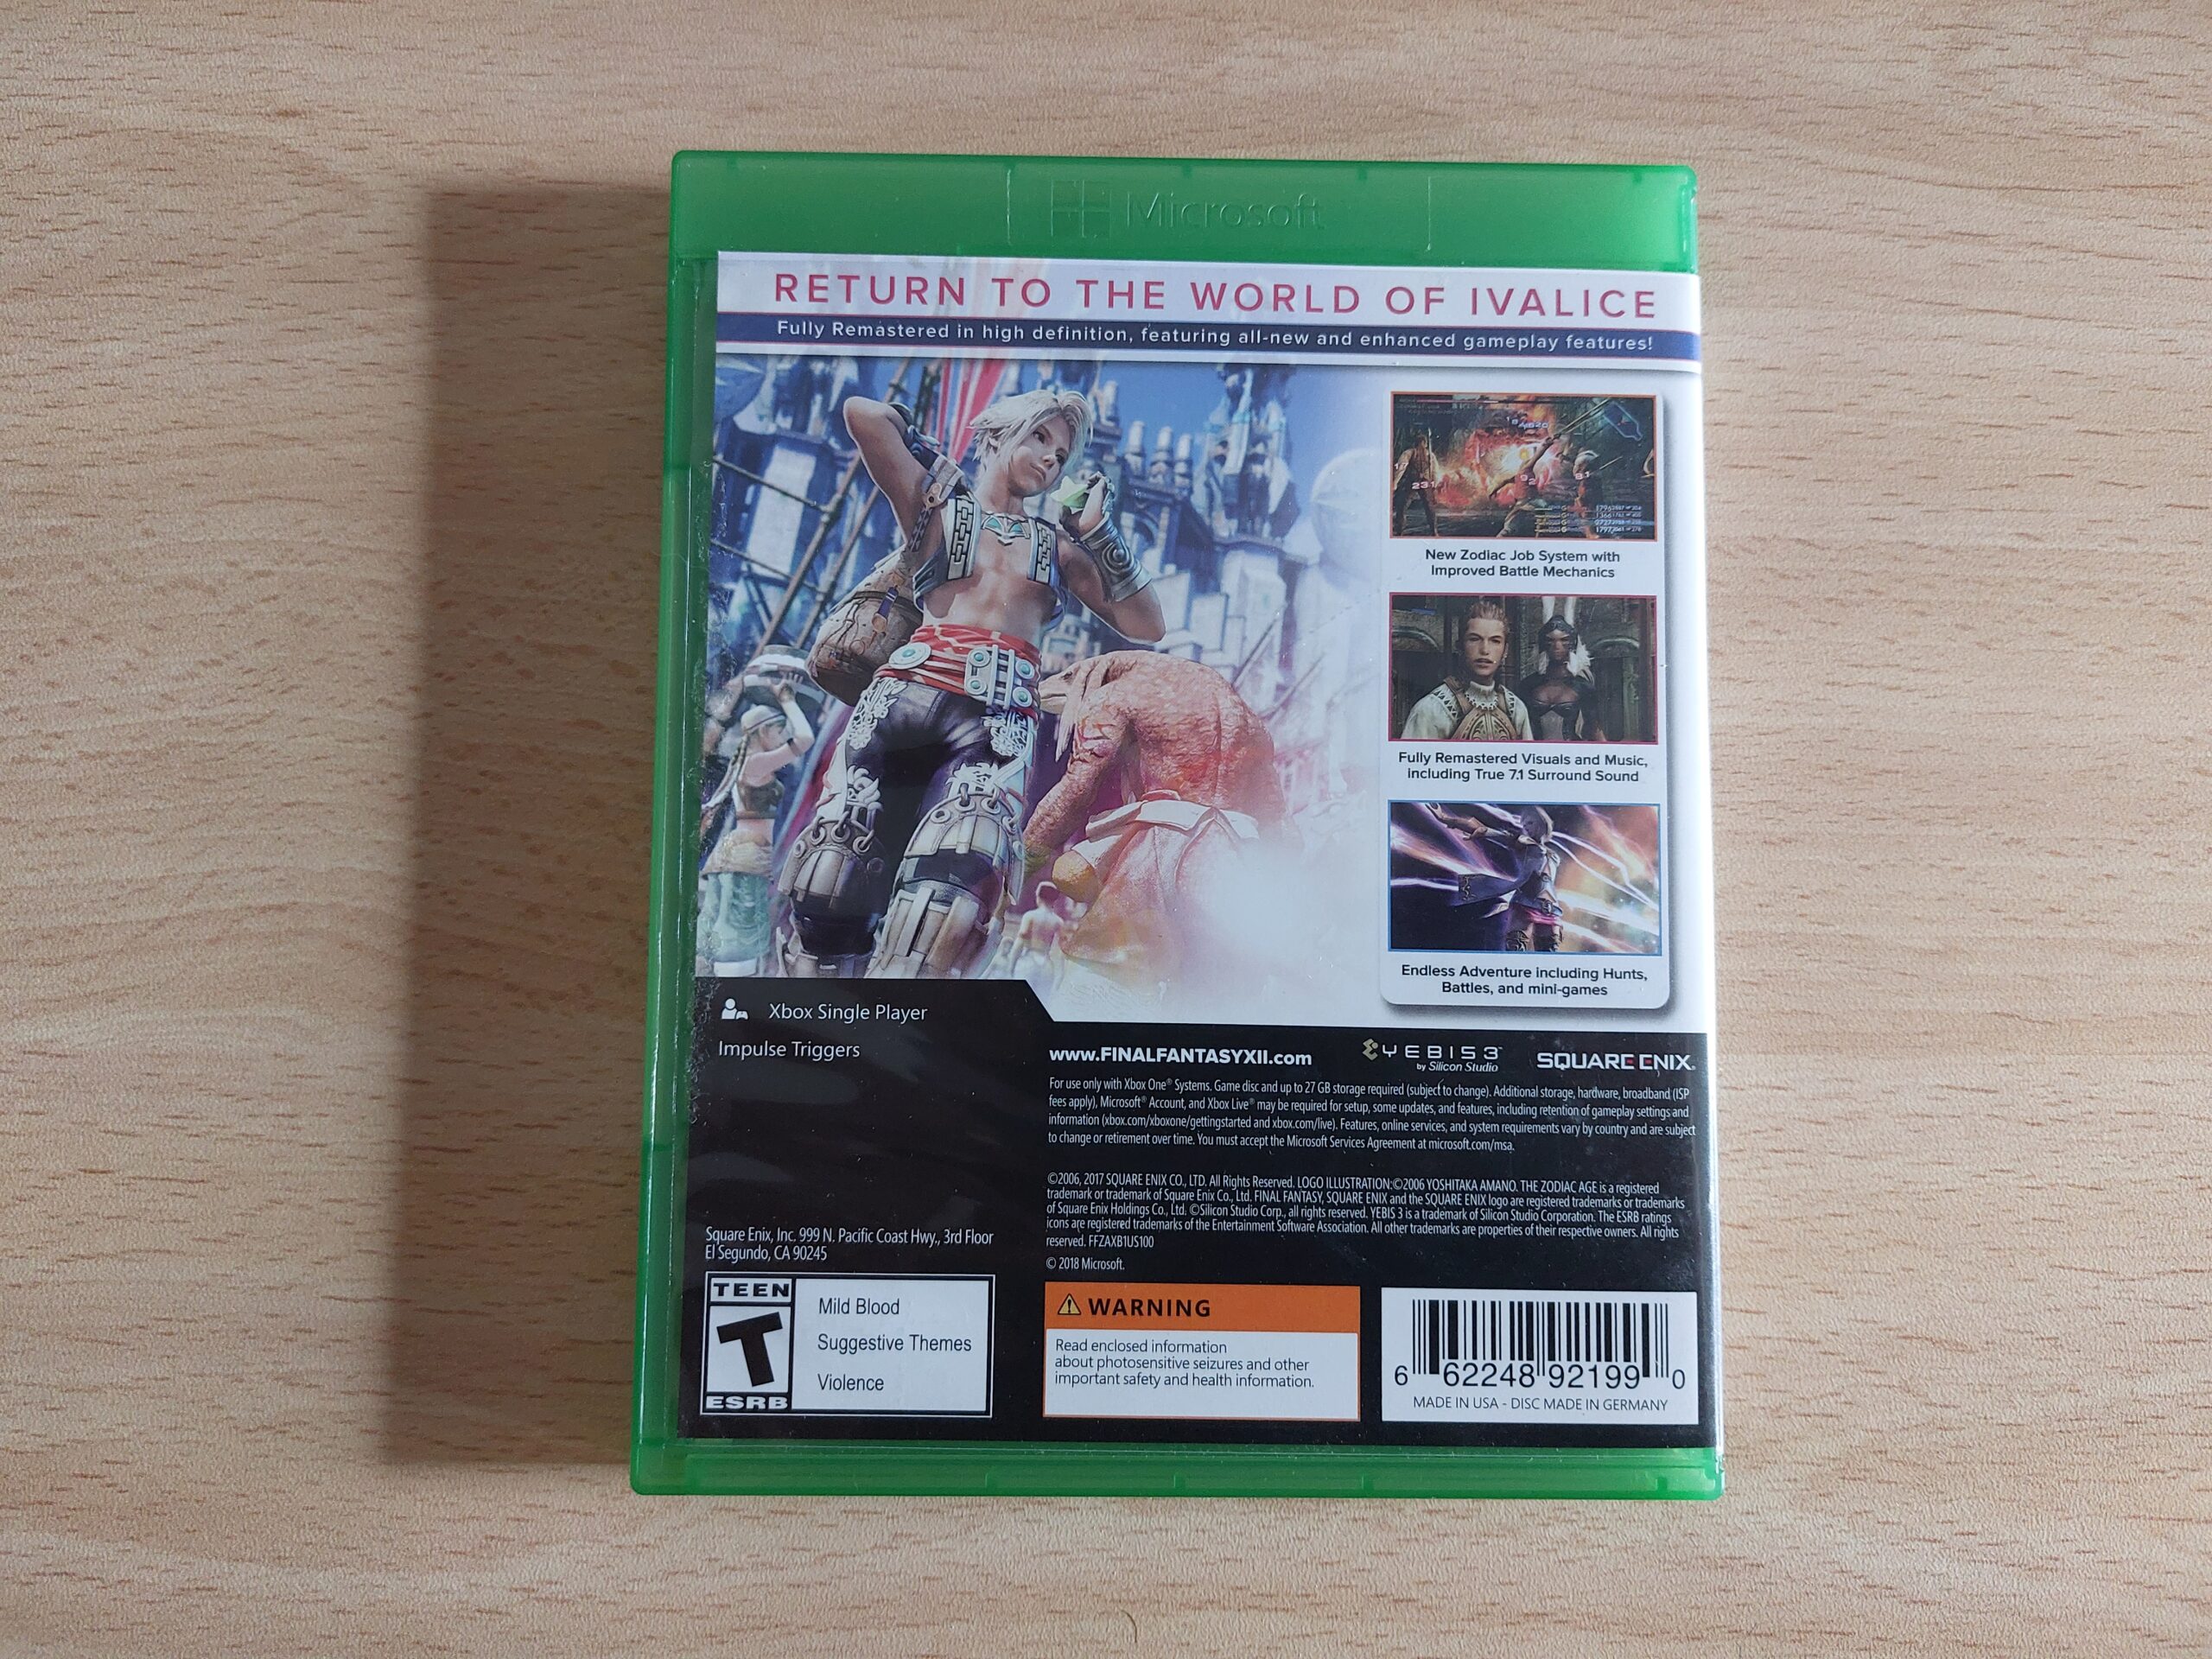 Microsoft
RETURN TO THE WORLD OF IVALICE
Fully Remastered in high definition, featuring all-new and enhanced gameplay features!
New Zodiac Job System with
Improved Battle Mechanics
Fully Remastered Visuals and Music,
including True 7.1 Surround Sound
Endless Adventure including Hunts,
Battles, and mini-games
Xbox Single Player
Impulse Triggers
www.FINALFANTASYXII.com
YEBIS 3™
by Silicon Studio
SQUARE ENIX®
For use only with Xbox One® Systems. Game disc and up to 27 GB storage required (subject to change). Additional storage, hardware, broadband (ISP
fees apply), Microsoft® Account, and Xbox Live® may be required for setup, some updates, and features, including retention of gameplay settings and
information (xbox.com/xboxone/gettingstarted and xbox.com/live). Features, online services, and system requirements vary by country and are subject
to change or retirement over time. You must accept the Microsoft Services Agreement at microsoft.com/msa.
©2006, 2017 SQUARE ENIX CO., LTD. All Rights Reserved. LOGO ILLUSTRATION:©2006 YOSHITAKA AMANO. THE ZODIAC AGE is a registered
trademark or trademark of Square Enix Co., Ltd. FINAL FANTASY, SQUARE ENIX and the SQUARE ENIX logo are registered trademarks or trademarks
of Square Enix Holdings Co., Ltd. ©Silicon Studio Corp., all rights reserved. YEBIS 3 is a trademark of Silicon Studio Corporation. The ESRB ratings
icons are registered trademarks of the Entertainment Software Association. All other trademarks are properties of their respective owners. All rights
reserved. FFZAXB1US100
© 2018 Microsoft.
Square Enix, Inc. 999 N. Pacific Coast Hwy., 3rd Floor
El Segundo, CA 90245
TEEN
T
ESRB
Mild Blood
Suggestive Themes
Violence
WARNING
Read enclosed information
about photosensitive seizures and other
important safety and health information.
6 62248 92199 0
MADE IN USA - DISC MADE IN GERMANY